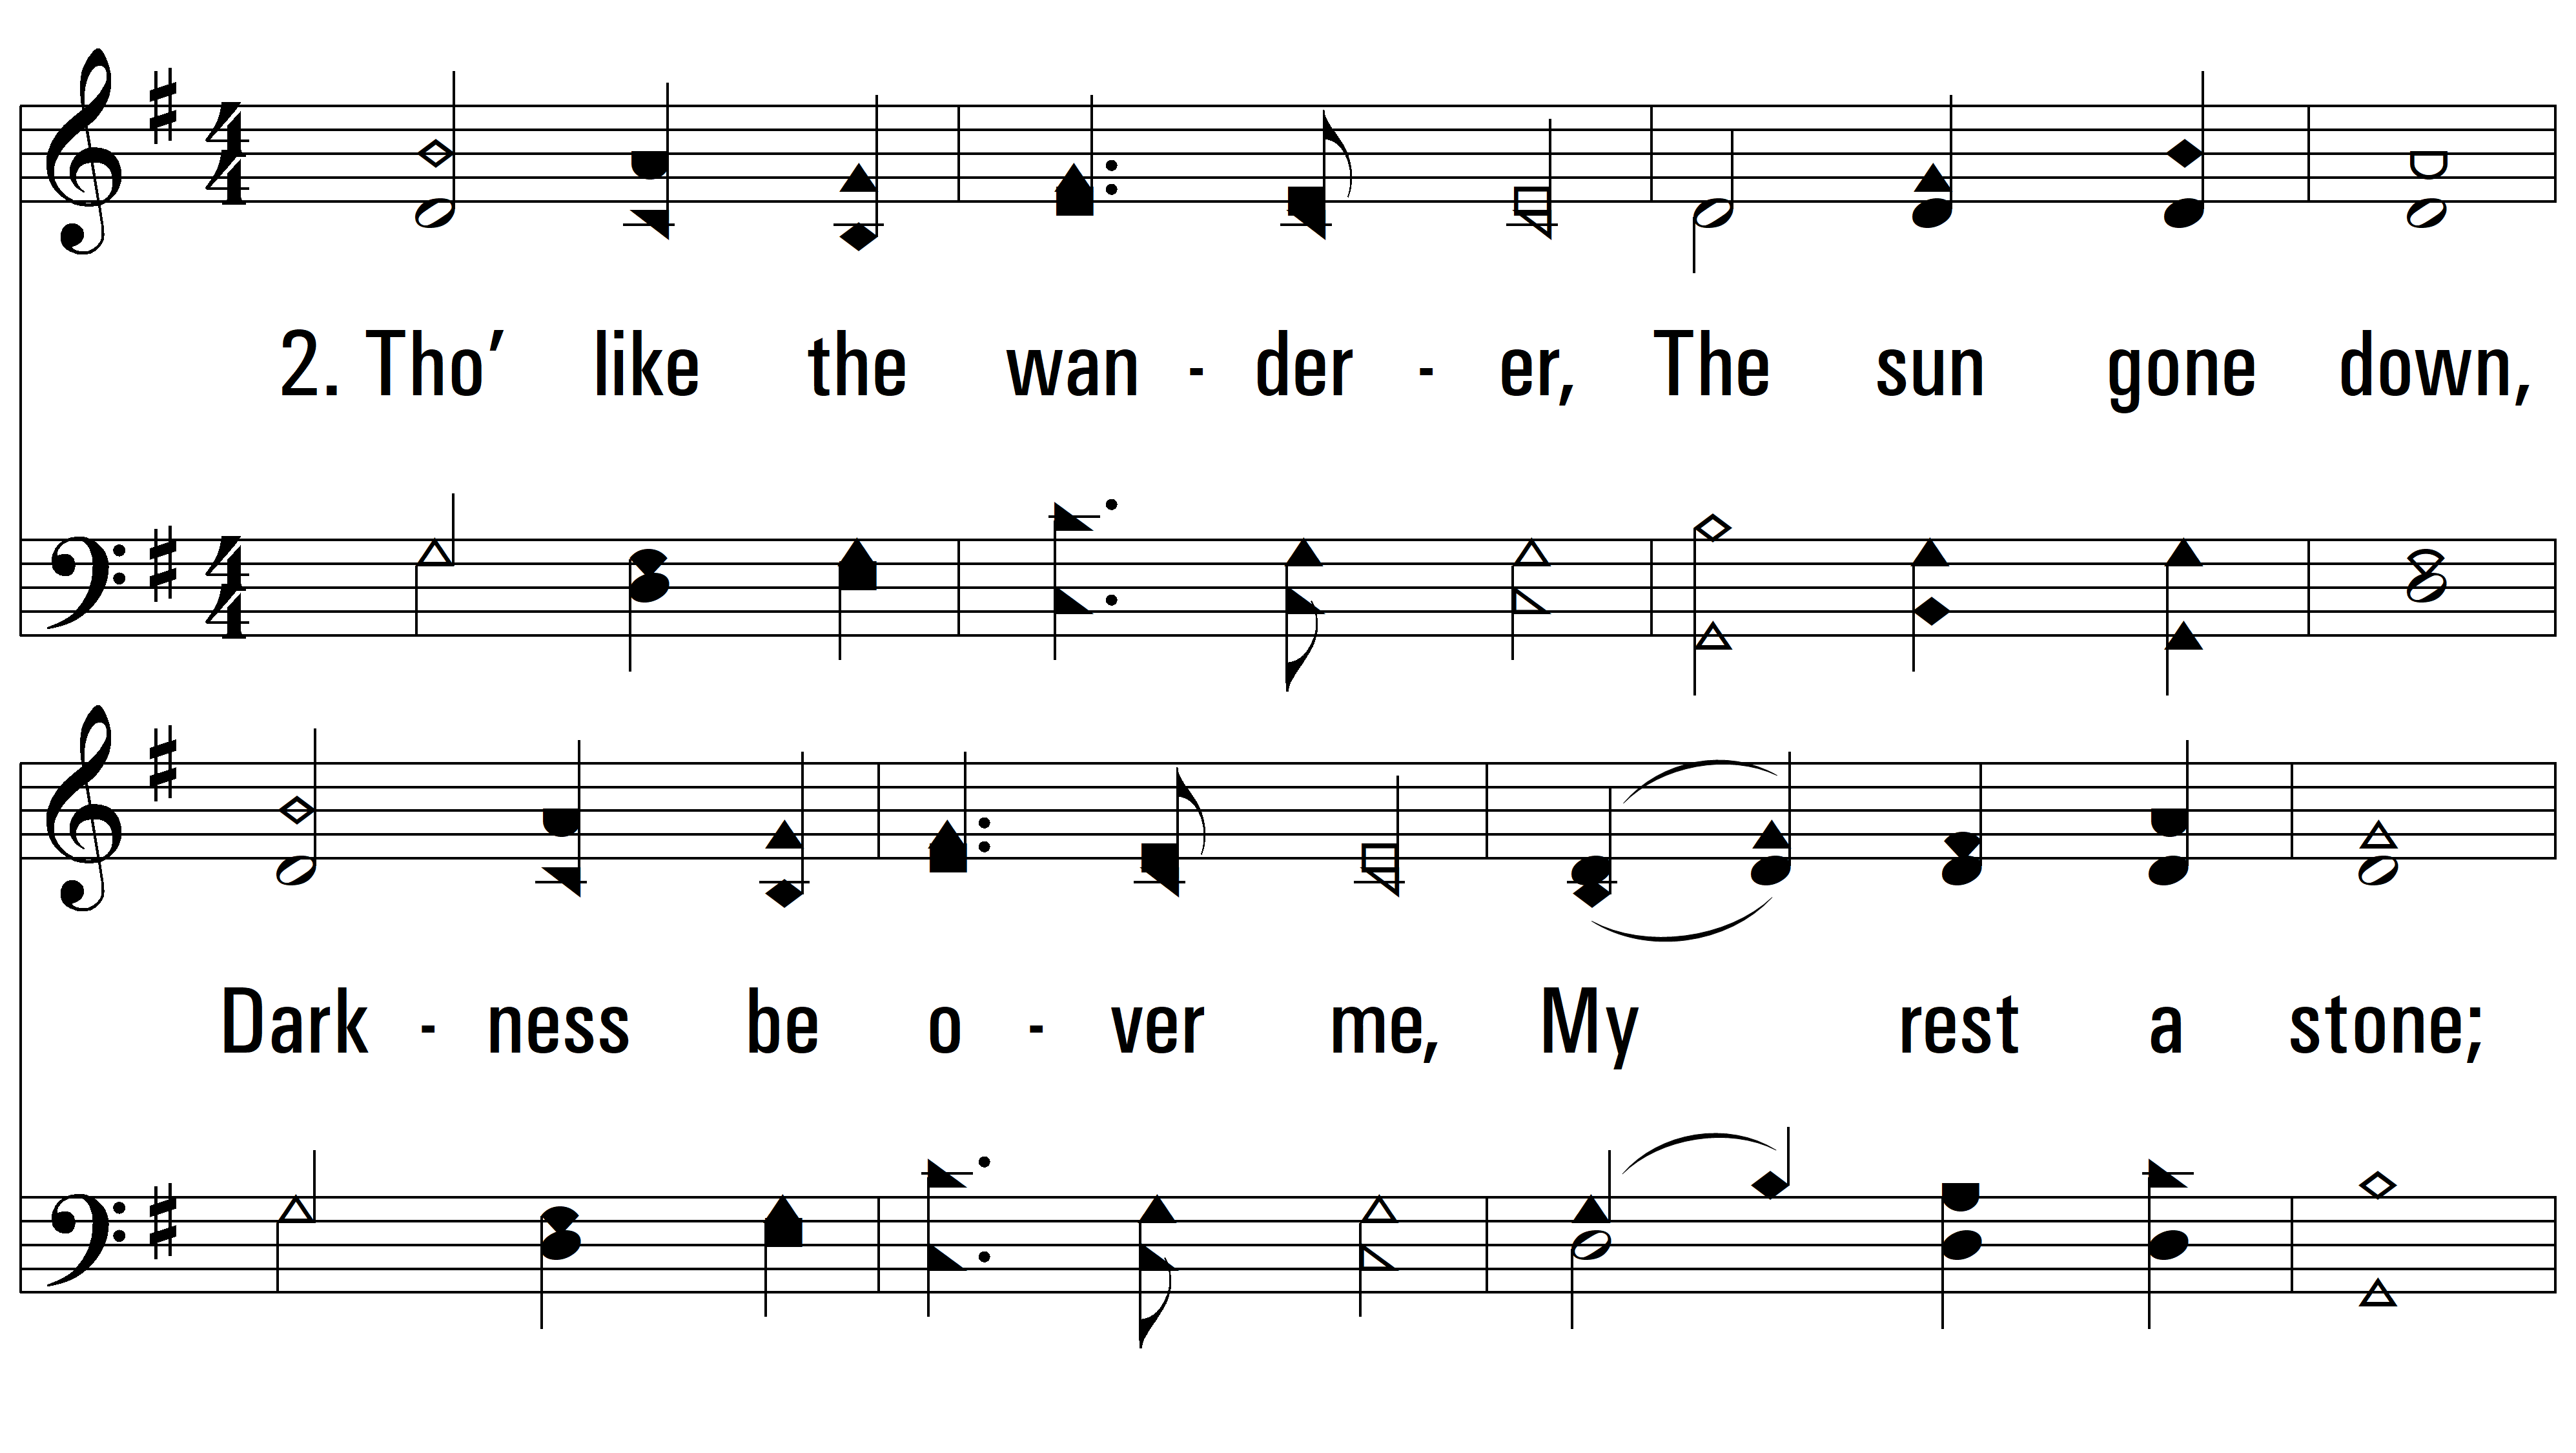 2. Tho’ like the wan - der - er, The sun gone down,
Dark - ness be o - ver me, My rest a stone;